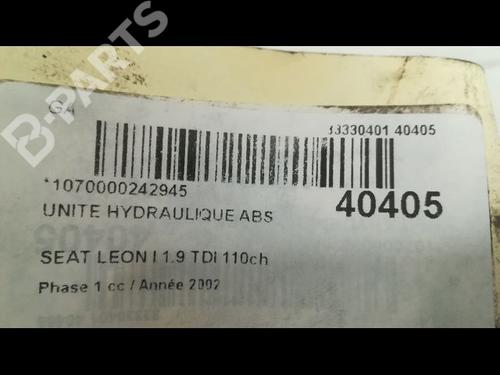 B-PARTS
G4
33330401 40405
*1070000242945
40405
UNITE HYDRAULIQUE ABS
SEAT LEON I 1.9 TDI 110ch
Phase 1 cc / Année 2002